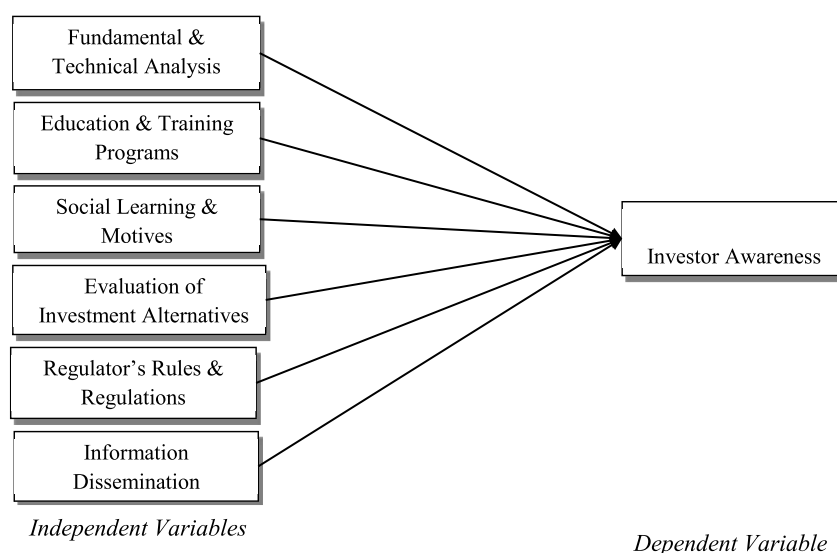 Fundamental &
Technical Analysis
Education & Training
Programs
Social Learning &
Motives
Evaluation of
Investment Alternatives
Regulator’s Rules &
Regulations
Information
Dissemination
Independent Variables
Investor Awareness
Dependent Variable